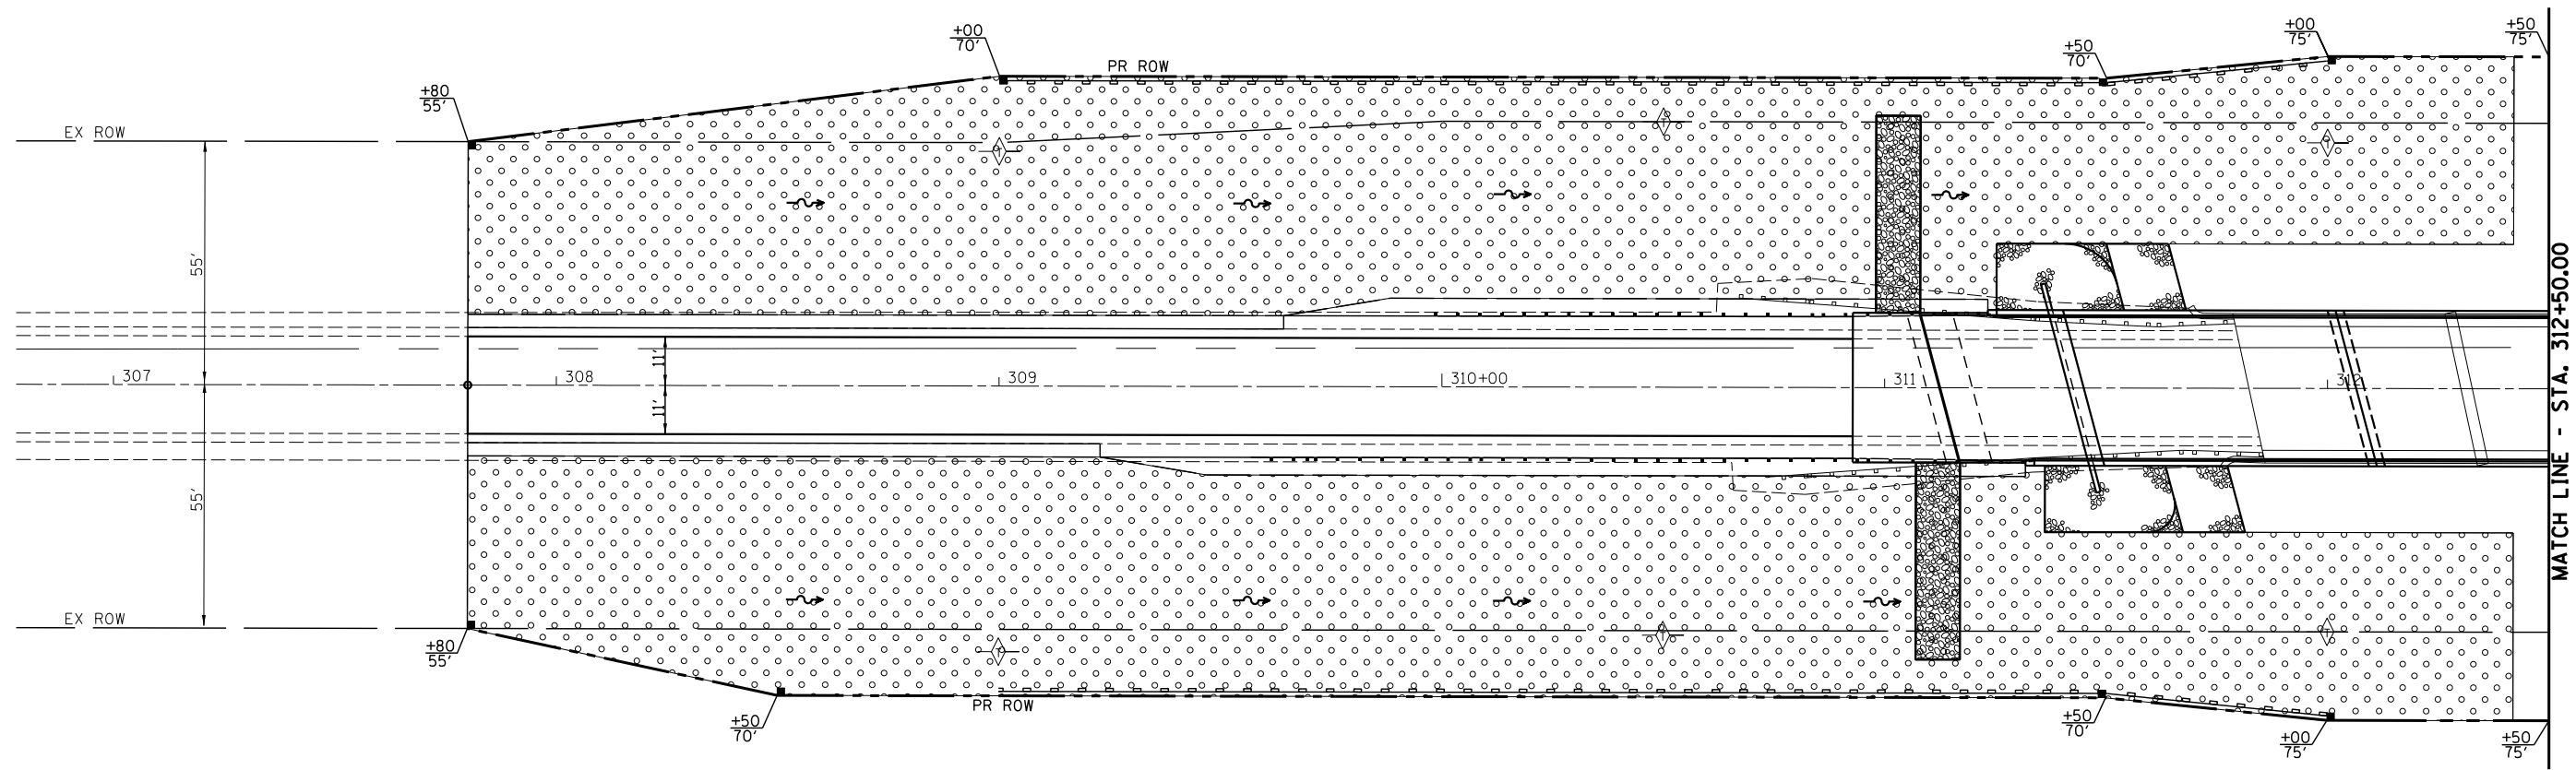 +00
70'
PR ROW
+50
70'
+00
75'
+50
75'
+80
55'
EX ROW
55'
11'
307
308
309
310+00
311
312
11'
55'
EX ROW
+80
55'
PR ROW
+50
70'
+50
70'
+00
75'
+50
75'
MATCH LINE - STA. 312+50.00
T
T
T
T
T
T